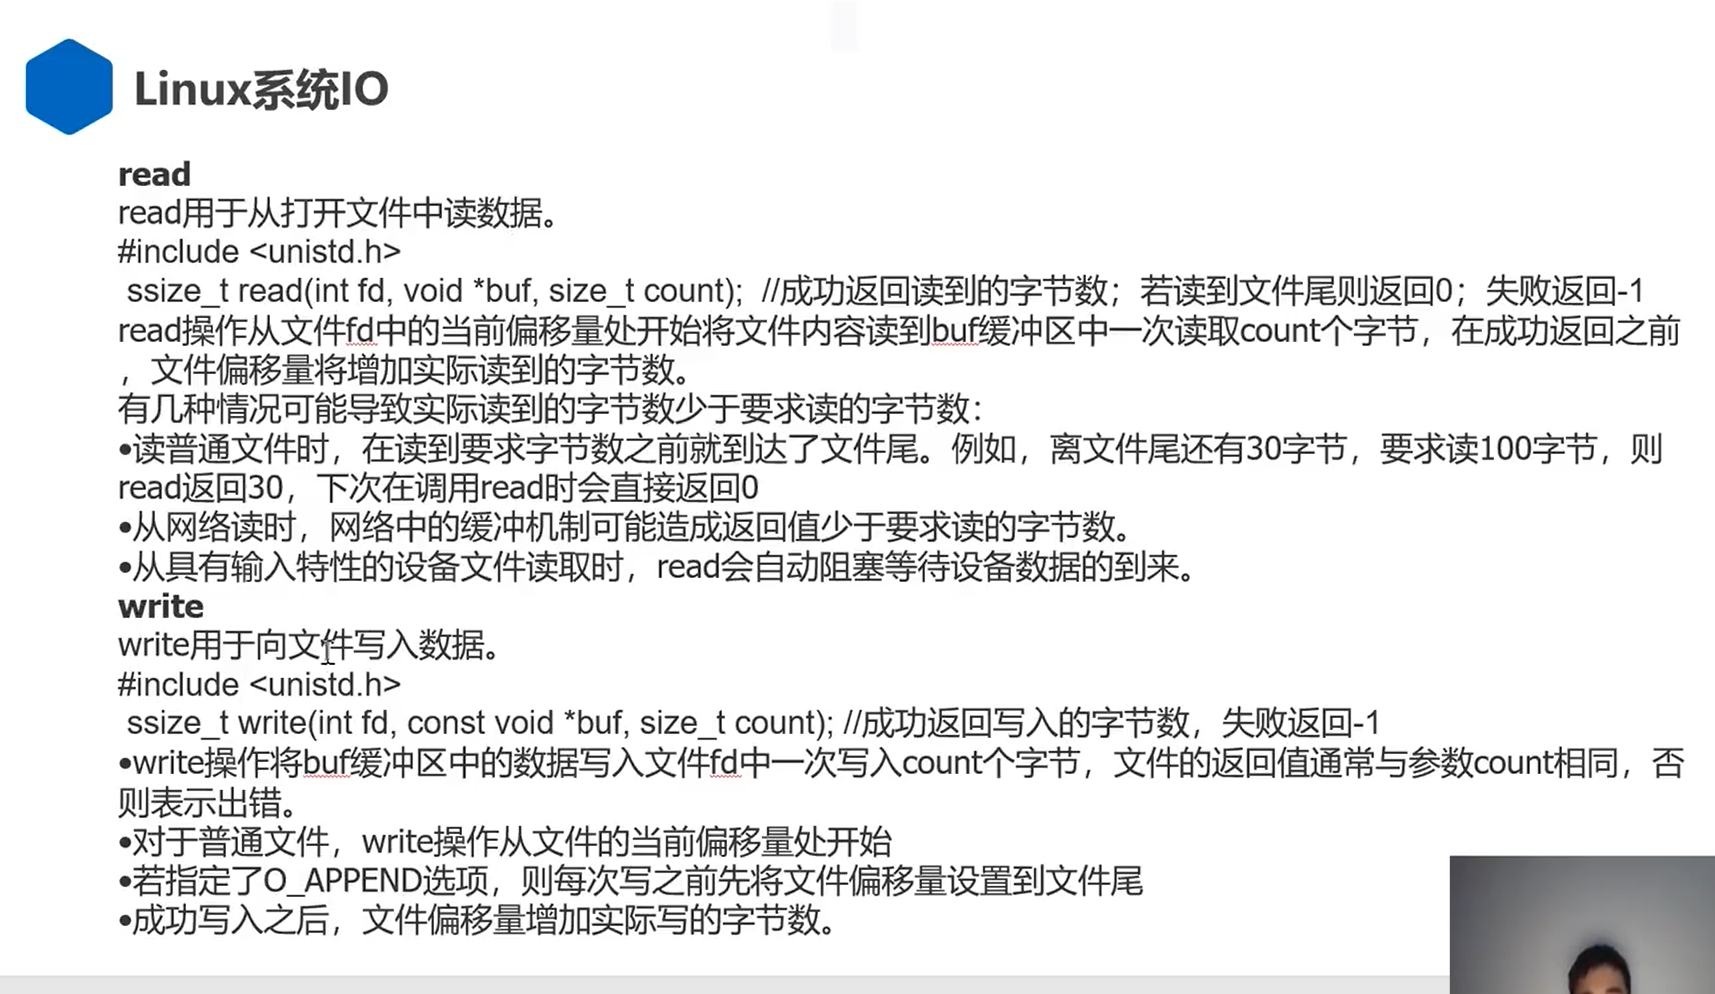 Linux系统IO
read
read用于从打开文件中读数据。
#include <unistd.h>
ssize_t read(int fd, void *buf, size_t count);  //成功返回读到的字节数；若读到文件尾则返回0；失败返回-1
read操作从文件fd中的当前偏移量处开始将文件内容读到buf缓冲区中一次读取count个字节，在成功返回之前
，文件偏移量将增加实际读到的字节数。
有几种情况可能导致实际读到的字节数少于要求读的字节数：
•读普通文件时，在读到要求字节数之前就到达了文件尾。例如，离文件尾还有30字节，要求读100字节，则
read返回30，下次在调用read时会直接返回0
•从网络读时，网络中的缓冲机制可能造成返回值少于要求读的字节数。
•从具有输入特性的设备文件读取时，read会自动阻塞等待设备数据的到来。
write
write用于向文件写入数据。
#include <unistd.h>
ssize_t write(int fd, const void *buf, size_t count); //成功返回写入的字节数，失败返回-1
•write操作将buf缓冲区中的数据写入文件fd中一次写入count个字节，文件的返回值通常与参数count相同，否
则表示出错。
•对于普通文件，write操作从文件的当前偏移量处开始
•若指定了O_APPEND选项，则每次写之前先将文件偏移量设置到文件尾
•成功写入之后，文件偏移量增加实际写的字节数。